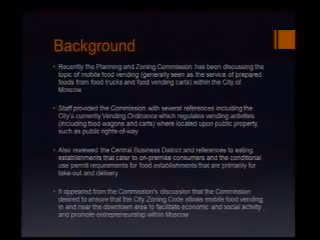 Background
Recently the Planning and Zoning Commission has been discussing the
topic of mobile food vending (generally seen as the service of prepared
foods from food trucks and food vending carts) within the City of
Moscow
Staff provided the Commission with several references including the
City's currently Vending Ordinance which regulates vending activities
(including food wagons and carts) where located upon public property,
such as public rights-of-way
Also reviewed the Central Business District and references to eating
establishments that cater to on-premise consumers and the conditional
use permit requirements for food establishments that are primarily for
take-out and delivery
It appeared from the Commission's discussion that the Commission
desired to ensure that the City Zoning Code allows mobile food vending
in and near the downtown area to facilitate economic and social activity
and promote entrepreneurship within Moscow